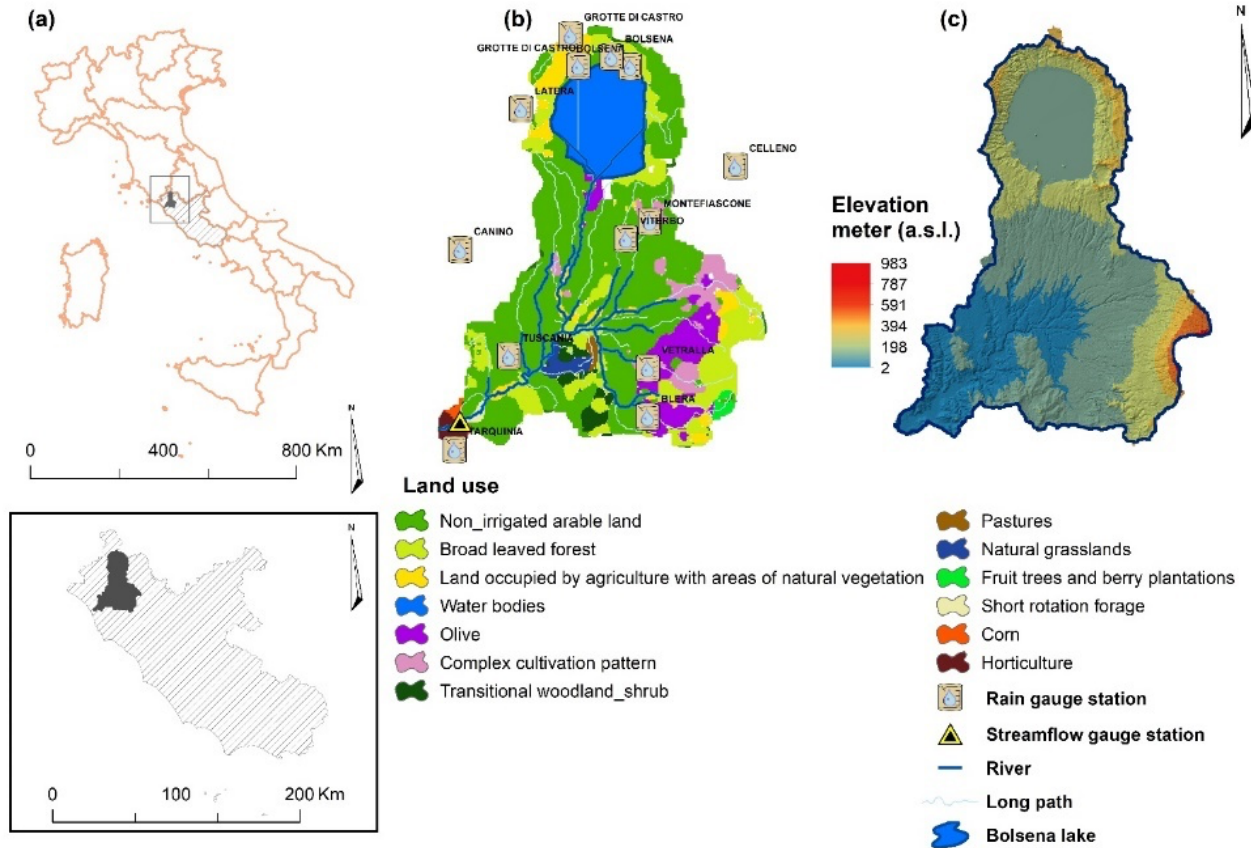 (a)
(b)
(c)
N
GROTTE DI CASTRO
BOLSENA
GROTTE DI CASTRO
BOLSENA
LATERA
CELLENO
MONTEFIASCONE
VITERBO
CANINO
TUSCANIA
VETRALLA
BLERA
TARQUINIA
Elevation
meter (a.s.l.)
983
787
591
394
198
2
N
0 400 800 Km
N
0 100 200 Km
Land use
Non_irrigated arable land
Broad leaved forest
Land occupied by agriculture with areas of natural vegetation
Water bodies
Olive
Complex cultivation pattern
Transitional woodland_shrub
Pastures
Natural grasslands
Fruit trees and berry plantations
Short rotation forage
Corn
Horticulture
Rain gauge station
Streamflow gauge station
River
Long path
Bolsena lake